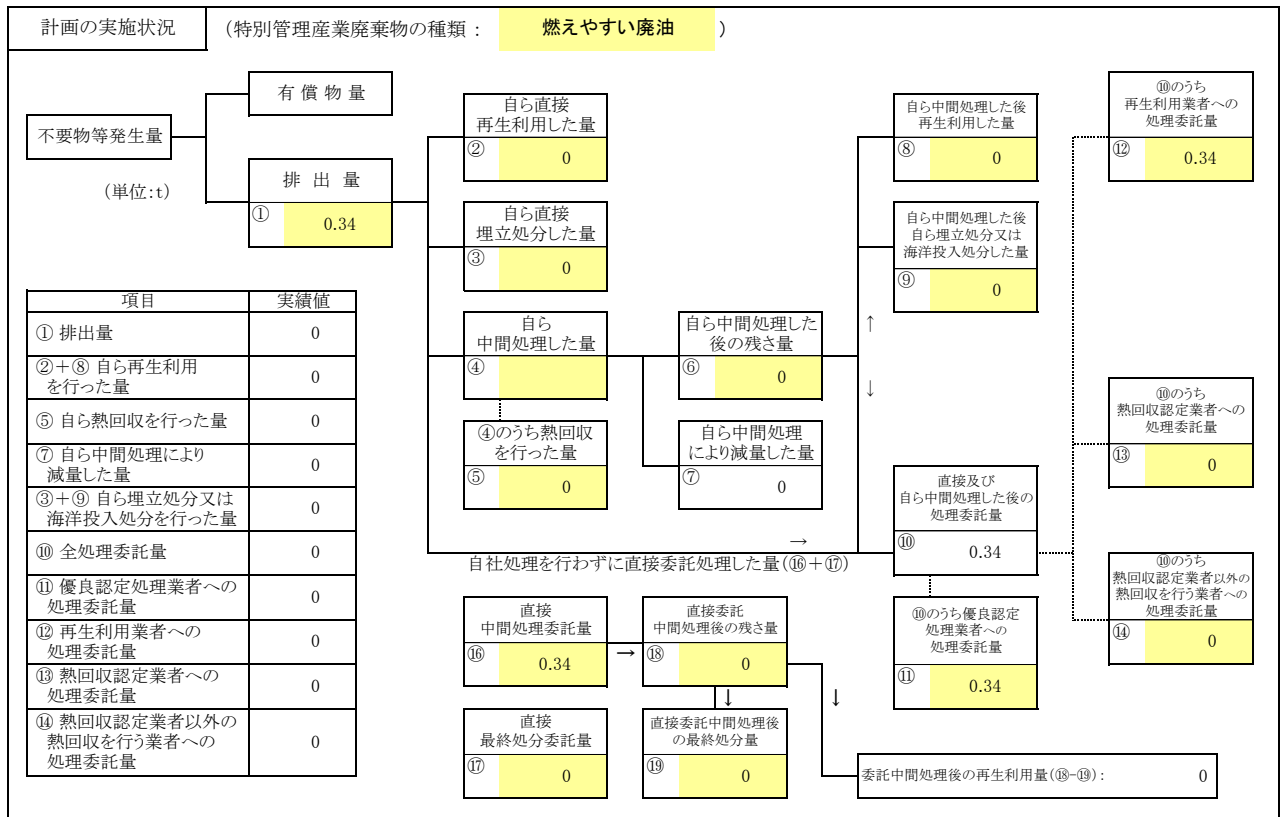 計画の実施状況 (特別管理産業廃棄物の種類： 燃えやすい廃油 )
不要物等発生量
(単位:t)
有 償 物 量
排 出 量
① 0.34
自ら直接
再生利用した量
② 0
自ら直接
埋立処分した量
③ 0
自ら
中間処理した量
④
④のうち熱回収
を行った量
⑤ 0
自ら中間処理した
後の残さ量
⑥ 0
自ら中間処理
により減量した量
⑦ 0
自ら中間処理した後
再生利用した量
⑧ 0
自ら中間処理した後
自ら埋立処分又は
海洋投入処分した量
⑨ 0
↑
↓
直接及び
自ら中間処理した後の
処理委託量
⑩ 0.34
⑩のうち優良認定
処理業者への
処理委託量
⑪ 0.34
⑩のうち
再生利用業者への
処理委託量
⑫ 0.34
⑩のうち
熱回収認定業者への
処理委託量
⑬ 0
⑩のうち
熱回収認定業者以外の
熱回収を行う業者への
処理委託量
⑭ 0
→
自社処理を行わずに直接委託処理した量(⑯＋⑰)
直接
中間処理委託量
⑯ 0.34
→
直接委託
中間処理後の残さ量
⑱ 0
↓
↓
直接
最終処分委託量
⑰ 0
直接委託中間処理後
の最終処分量
⑲ 0
委託中間処理後の再生利用量(⑱-⑲)： 0
項目 実績値
① 排出量 0
②＋⑧ 自ら再生利用
を行った量 0
⑤ 自ら熱回収を行った量 0
⑦ 自ら中間処理により
減量した量 0
③＋⑨ 自ら埋立処分又は
海洋投入処分を行った量 0
⑩ 全処理委託量 0
⑪ 優良認定処理業者への
処理委託量 0
⑫ 再生利用業者への
処理委託量 0
⑬ 熱回収認定業者への
処理委託量 0
⑭ 熱回収認定業者以外の
熱回収を行う業者への
処理委託量 0